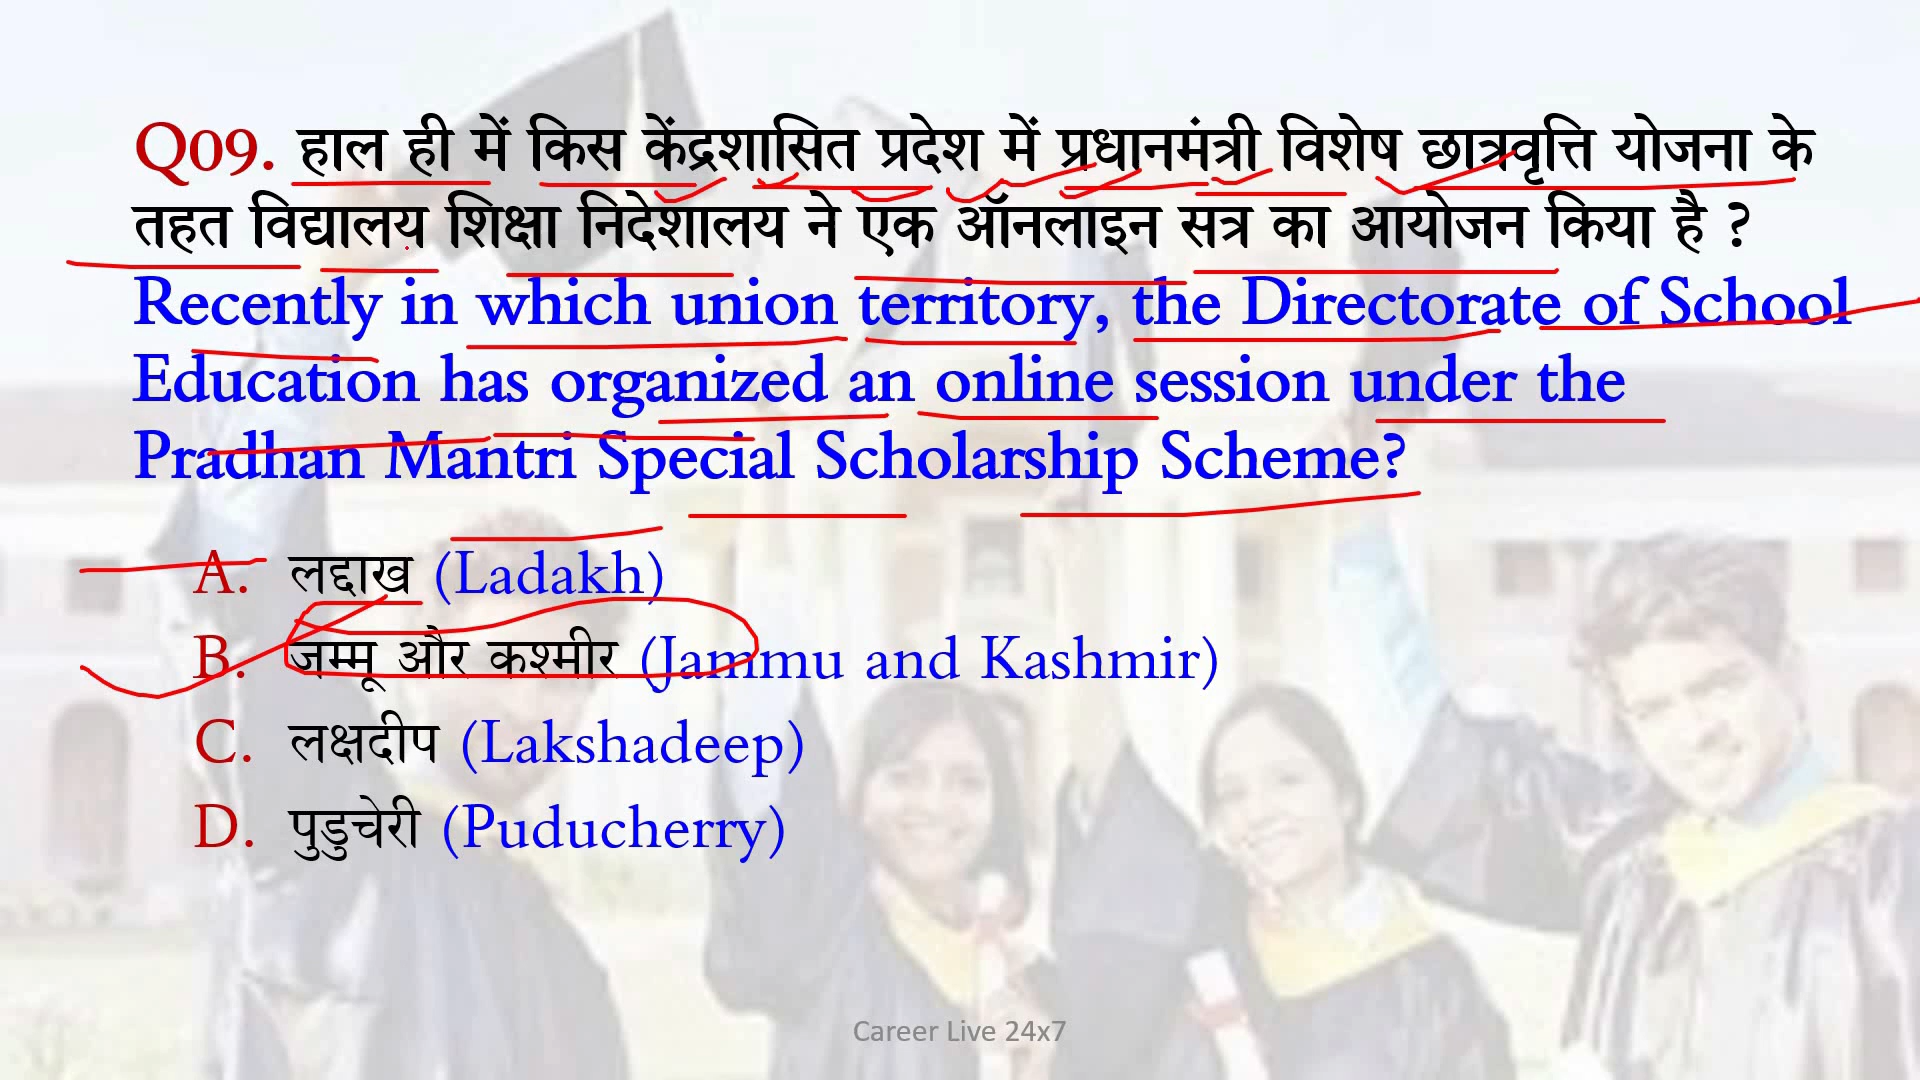 Q09. हाल ही में किस केंद्रशासित प्रदेश में प्रधानमंत्री विशेष छात्रवृत्ति योजना के
तहत विद्यालय शिक्षा निदेशालय ने एक ऑनलाइन सत्र का आयोजन किया है ?
Recently in which union territory, the Directorate of School
Education has organized an online session under the
Pradhan Mantri Special Scholarship Scheme?
A. लद्दाख (Ladakh)
B. जम्मू और कश्मीर (Jammu and Kashmir)
C. लक्षदीप (Lakshadeep)
D. पुडुचेरी (Puducherry)
Career Live 24x7